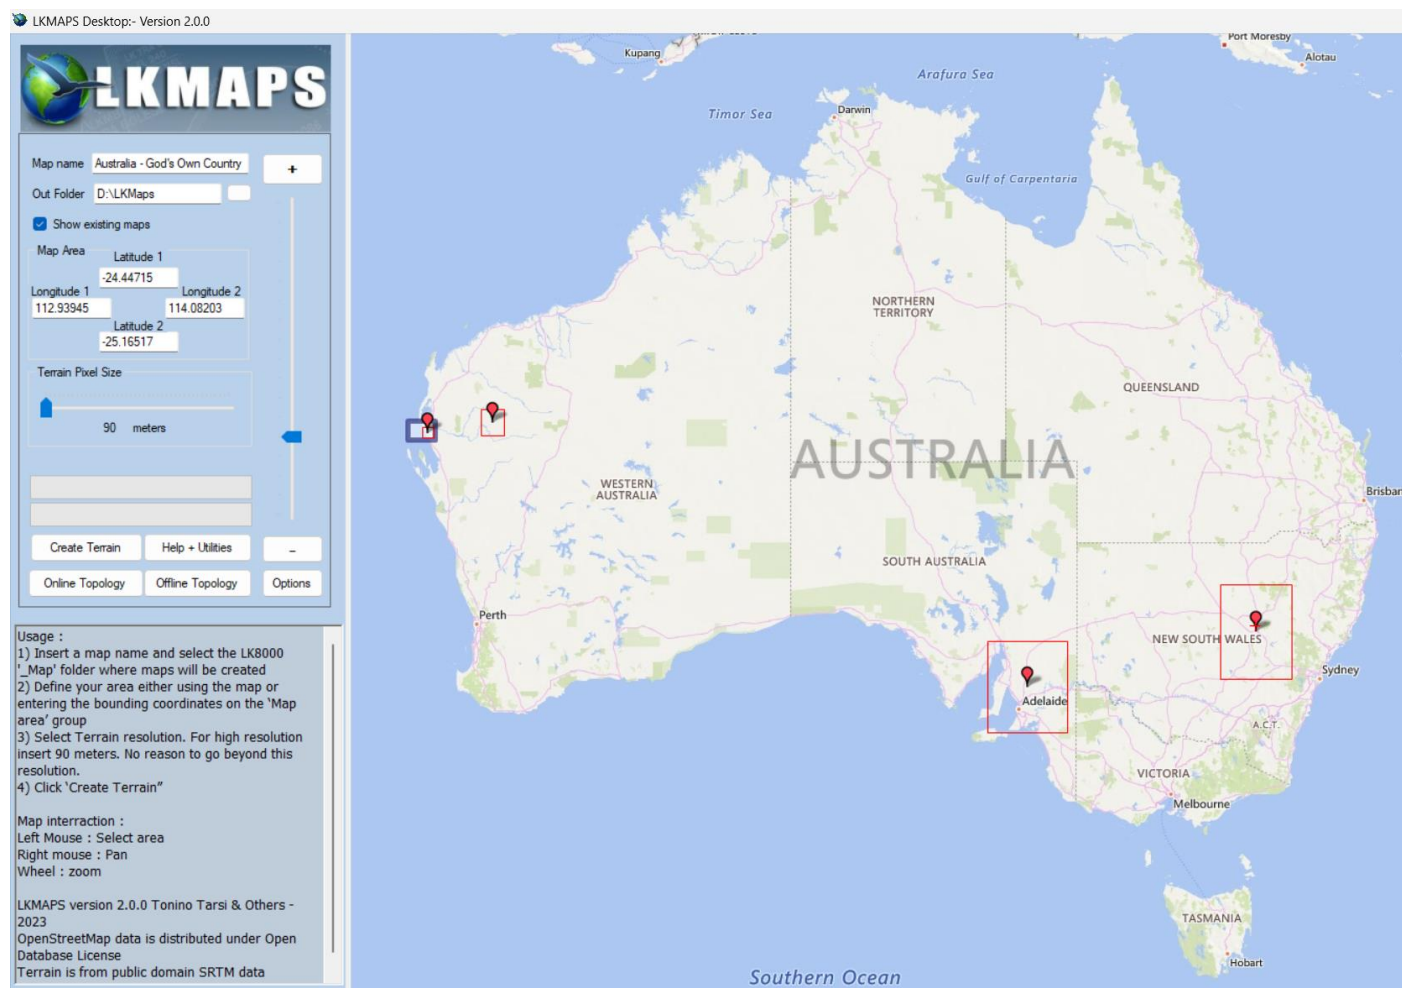 LKMAPS Desktop:- Version 2.0.0
LKMAPS
Map name Australia - God's Own Country
+
Out Folder D:\LKMaps
Show existing maps
Map Area
Latitude 1
-24.44715
Longitude 1 Longitude 2
112.93945 114.08203
Latitude 2
-25.16517
Terrain Pixel Size
90 meters
Create Terrain Help + Utilities -
Online Topology Offline Topology Options
Usage :
1) Insert a map name and select the LK8000
'_Map' folder where maps will be created
2) Define your area either using the map or
entering the bounding coordinates on the 'Map
area' group
3) Select Terrain resolution. For high resolution
insert 90 meters. No reason to go beyond this
resolution.
4) Click 'Create Terrain"
Map interraction :
Left Mouse : Select area
Right mouse : Pan
Wheel : zoom
LKMAPS version 2.0.0 Tonino Tarsi & Others -
2023
OpenStreetMap data is distributed under Open
Database License
Terrain is from public domain SRTM data
Port Moresby
Kupang
Alotau
Arafura Sea
Darwin
Timor Sea
Gulf of Carpentaria
NORTHERN
TERRITORY
QUEENSLAND
AUSTRALIA
WESTERN
AUSTRALIA
Brisbar
SOUTH AUSTRALIA
Perth
NEW SOUTH WALES
Sydney
Adelaide
A.C.T.
VICTORIA
Melbourne
TASMANIA
Hobart
Southern Ocean